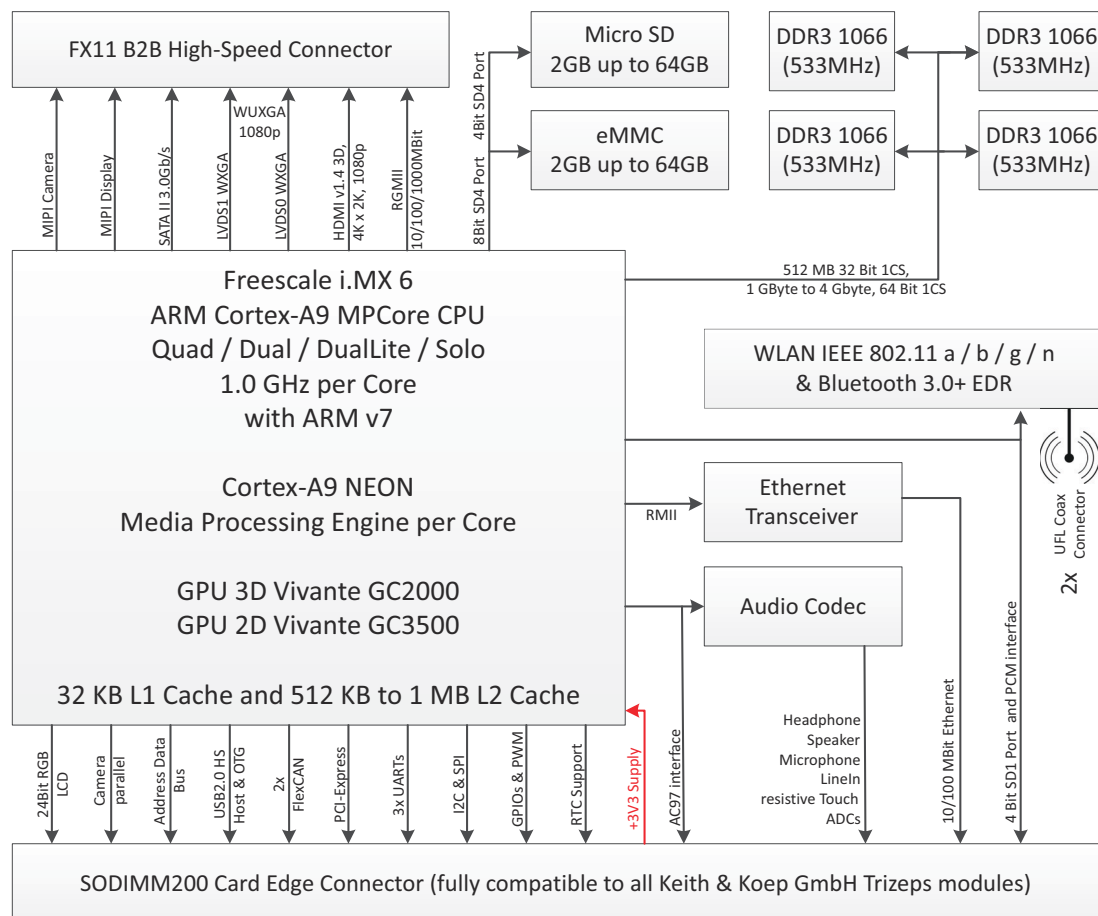 FX11 B2B High-Speed Connector
Micro SD
2GB up to 64GB
DDR3 1066
(533MHz)
DDR3 1066
(533MHz)
eMMC
2GB up to 64GB
DDR3 1066
(533MHz)
DDR3 1066
(533MHz)
MIPI Camera
MIPI Display
SATA II 3.0Gb/s
LVDS1 WXGA
WUXGA
1080p
LVDS0 WXGA
HDMI v1.4 3D,
4K x 2K, 1080p
RGMII
10/100/1000MBit
8Bit SD4 Port
4Bit SD4 Port
512 MB 32 Bit 1CS,
1 GByte to 4 Gbyte, 64 Bit 1CS
Freescale i.MX 6
ARM Cortex-A9 MPCore CPU
Quad / Dual / DualLite / Solo
1.0 GHz per Core
with ARM v7
Cortex-A9 NEON
Media Processing Engine per Core
GPU 3D Vivante GC2000
GPU 2D Vivante GC3500
32 KB L1 Cache and 512 KB to 1 MB L2 Cache
WLAN IEEE 802.11 a / b / g / n
& Bluetooth 3.0+ EDR
UFL Coax
Connector
2x
RMII
Ethernet
Transceiver
Audio Codec
24Bit RGB
LCD
Camera
parallel
Address Data
Bus
USB2.0 HS
Host & OTG
2x
FlexCAN
PCI-Express
3x UARTs
I2C & SPI
GPIOs & PWM
RTC Support
+3V3 Supply
AC97 interface
Headphone
Speaker
Microphone
LineIn
resistive Touch
ADCs
10/100 MBit Ethernet
4 Bit SD1 Port and PCM interface
SODIMM200 Card Edge Connector (fully compatible to all Keith & Koep GmbH Trizeps modules)